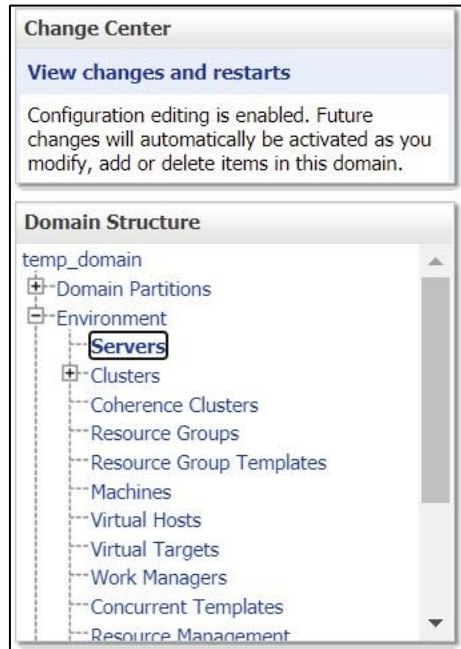 Change Center
View changes and restarts
Configuration editing is enabled. Future
changes will automatically be activated as you
modify, add or delete items in this domain.
Domain Structure
temp_domain
Domain Partitions
Environment
Servers
Clusters
Coherence Clusters
Resource Groups
Resource Group Templates
Machines
Virtual Hosts
Virtual Targets
Work Managers
Concurrent Templates
Resource Management